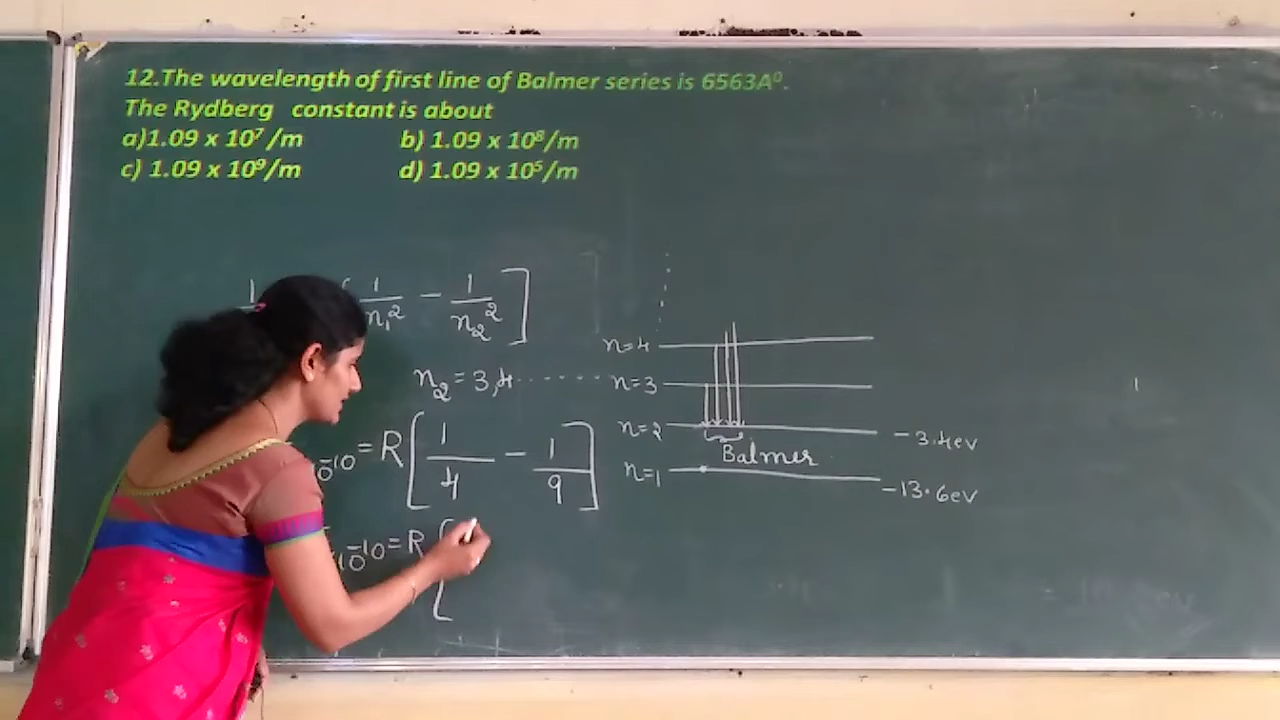 12.The wavelength of first line of Balmer series is 6563A⁰.
The Rydberg constant is about
a)1.09 x 10⁷/m b) 1.09 x 10⁸/m
c) 1.09 x 10⁹/m d) 1.09 x 10⁵/m
1 1/n₁² − 1/n₂² ]
n₂ = 3,4 · · · · · ·
10⁻¹⁰ = R [ 1/4 − 1/9 ]
10⁻¹⁰ = R [
n=4
n=3
n=2 −3.4ev
Balmer
n=1 −13.6ev